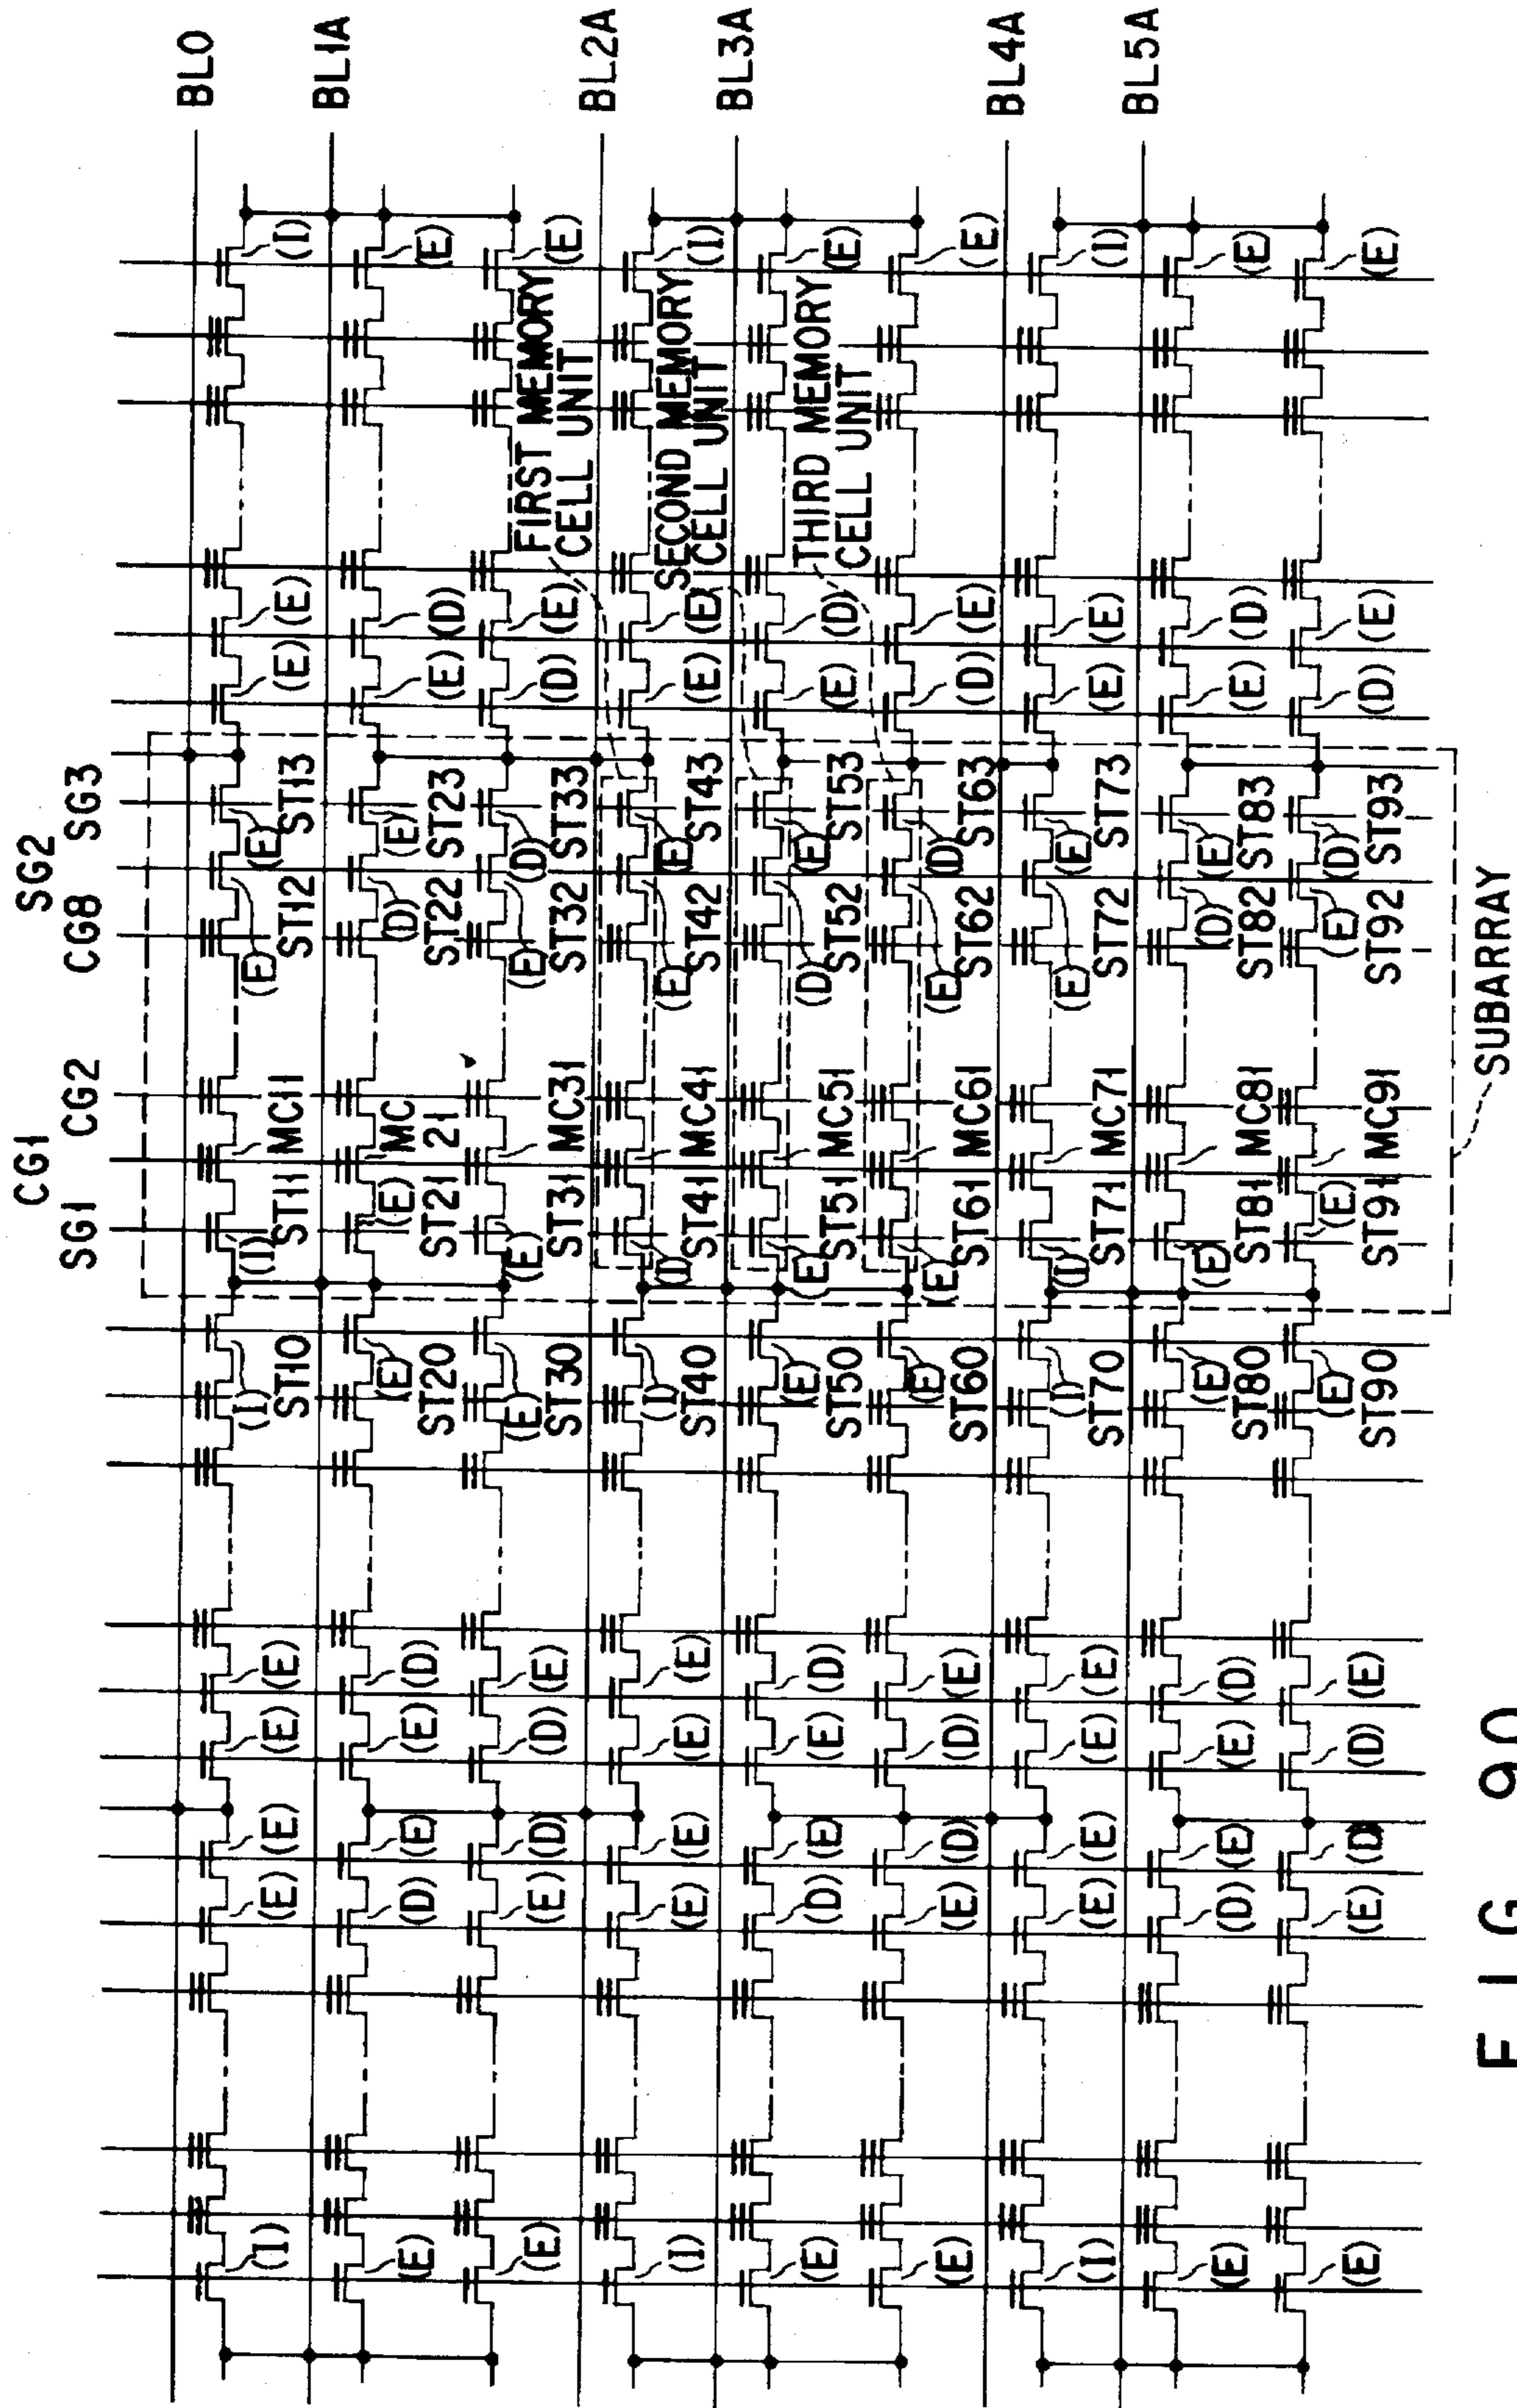 CG1 SG2
SG1 CG2 CG8 SG3
BL0
(I) (E) (E) (E) (E) (I) ST10 (I) ST11 MC11 (E) ST12 (E) ST13 (E) (E) (I)
BL1A
(E) (D) (E) (E) (D) (E) ST20 ST21 (E) MC 21 (D) ST22 (E) ST23 (E) (D) (E)
(E) (E) (D) (D) (E) (E) ST30 (E) ST31 MC31 (E) ST32 (D) ST33 (D) (E) (E)
FIRST MEMORY
CELL UNIT
BL2A
(I) (E) (E) (E) (E) (I) ST40 (I) ST41 MC41 (E) ST42 (E) ST43 (E) (E) (I)
SECOND MEMORY
CELL UNIT
BL3A
(E) (D) (E) (E) (D) (E) ST50 (E) ST51 MC51 (D) ST52 (E) ST53 (E) (D) (E)
THIRD MEMORY
CELL UNIT
(E) (E) (D) (D) (E) (E) ST60 (E) ST61 MC61 (E) ST62 (D) ST63 (D) (E) (E)
BL4A
(I) (E) (E) (E) (E) (I) ST70 (I) ST71 MC71 (E) ST72 (E) ST73 (E) (E) (I)
BL5A
(E) (D) (E) (E) (D) (E) ST80 (E) ST81 MC81 (D) ST82 (E) ST83 (E) (D) (E)
(E) (E) (D) (D) (E) (E) ST90 ST91 (E) MC91 (E) ST92 (D) ST93 (D) (E) (E)
SUBARRAY
FIG 90